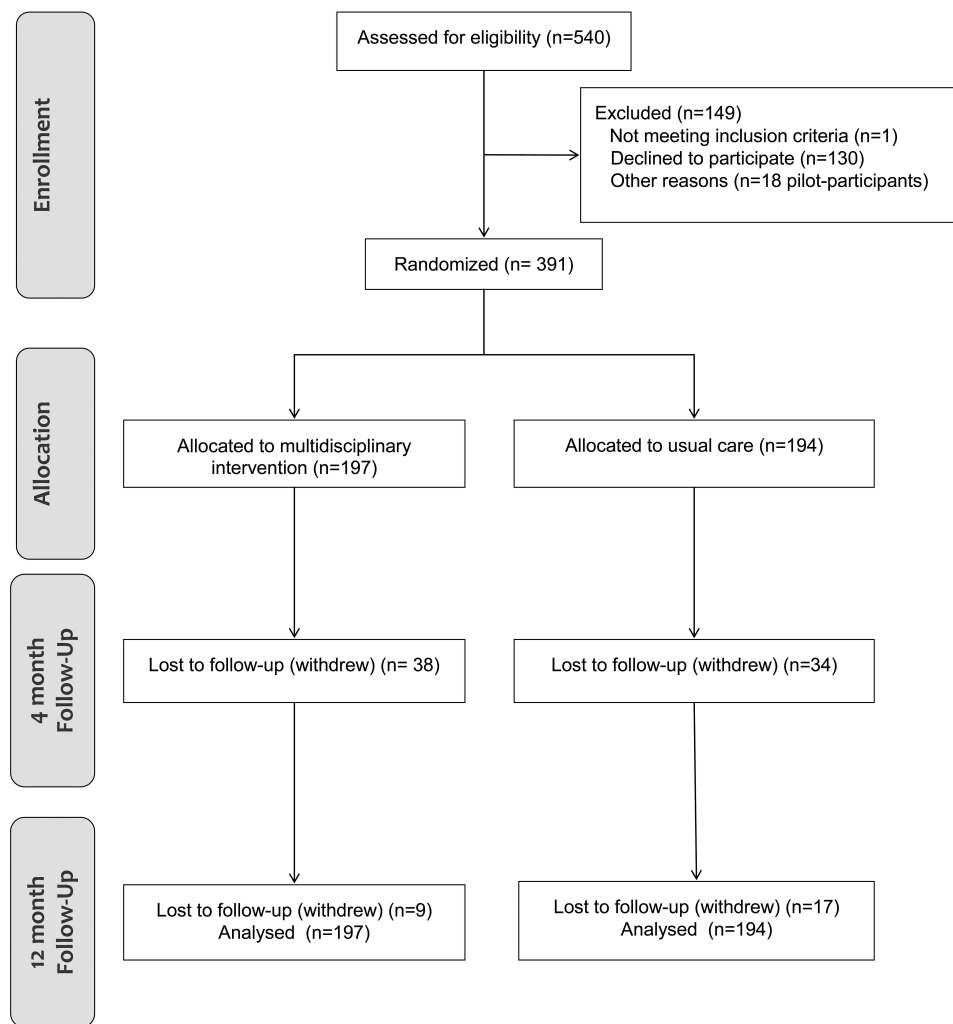 Enrollment
Assessed for eligibility (n=540)
Excluded (n=149)
Not meeting inclusion criteria (n=1)
Declined to participate (n=130)
Other reasons (n=18 pilot-participants)
Randomized (n= 391)
Allocation
Allocated to multidisciplinary
intervention (n=197)
Allocated to usual care (n=194)
4 month
Follow-Up
Lost to follow-up (withdrew) (n= 38)
Lost to follow-up (withdrew) (n=34)
12 month
Follow-Up
Lost to follow-up (withdrew) (n=9)
Analysed (n=197)
Lost to follow-up (withdrew) (n=17)
Analysed (n=194)